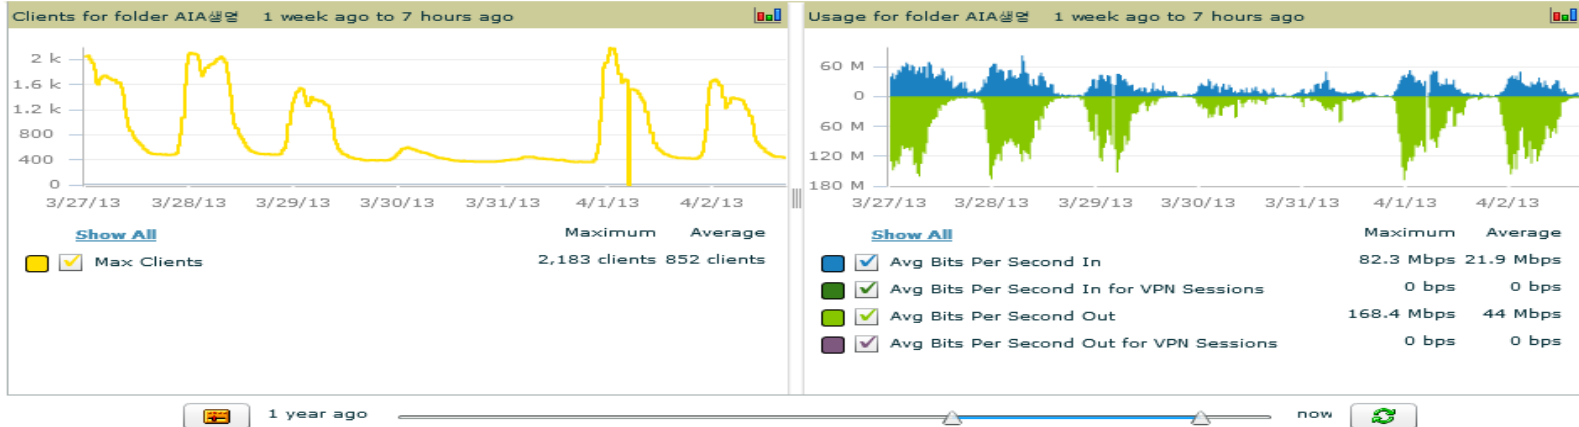 Clients for folder AIA생명 1 week ago to 7 hours ago
2 k
1.6 k
1.2 k
800
400
0
3/27/13 3/28/13 3/29/13 3/30/13 3/31/13 4/1/13 4/2/13
Show All Maximum Average
Max Clients 2,183 clients 852 clients
Usage for folder AIA생명 1 week ago to 7 hours ago
60 M
0
60 M
120 M
180 M
3/27/13 3/28/13 3/29/13 3/30/13 3/31/13 4/1/13 4/2/13
Show All Maximum Average
Avg Bits Per Second In 82.3 Mbps 21.9 Mbps
Avg Bits Per Second In for VPN Sessions 0 bps 0 bps
Avg Bits Per Second Out 168.4 Mbps 44 Mbps
Avg Bits Per Second Out for VPN Sessions 0 bps 0 bps
1 year ago now